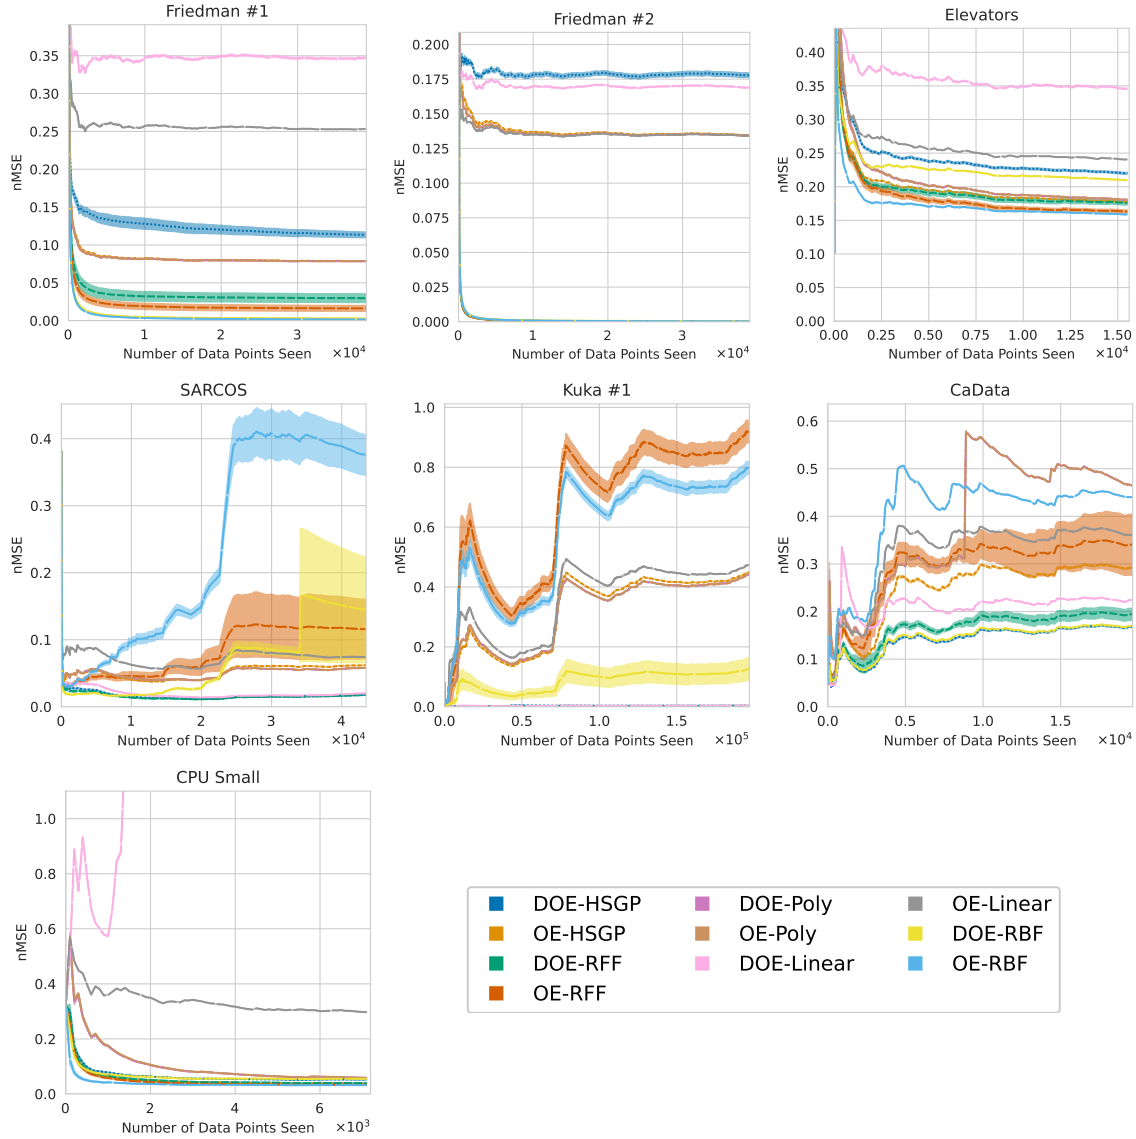 Friedman #1
nMSE
0.35
0.30
0.25
0.20
0.15
0.10
0.05
0.00
0 1 2 3
Number of Data Points Seen ×10⁴
Friedman #2
nMSE
0.200
0.175
0.150
0.125
0.100
0.075
0.050
0.025
0.000
0 1 2 3
Number of Data Points Seen ×10⁴
Elevators
nMSE
0.40
0.35
0.30
0.25
0.20
0.15
0.10
0.05
0.00
0.00 0.25 0.50 0.75 1.00 1.25 1.50
Number of Data Points Seen ×10⁴
SARCOS
nMSE
0.4
0.3
0.2
0.1
0.0
0 1 2 3 4
Number of Data Points Seen ×10⁴
Kuka #1
nMSE
1.0
0.8
0.6
0.4
0.2
0.0
0.0 0.5 1.0 1.5
Number of Data Points Seen ×10⁵
CaData
nMSE
0.6
0.5
0.4
0.3
0.2
0.1
0.0
0.0 0.5 1.0 1.5
Number of Data Points Seen ×10⁴
CPU Small
nMSE
1.0
0.8
0.6
0.4
0.2
0.0
0 2 4 6
Number of Data Points Seen ×10³
DOE-HSGP
OE-HSGP
DOE-RFF
OE-RFF
DOE-Poly
OE-Poly
DOE-Linear
OE-Linear
DOE-RBF
OE-RBF